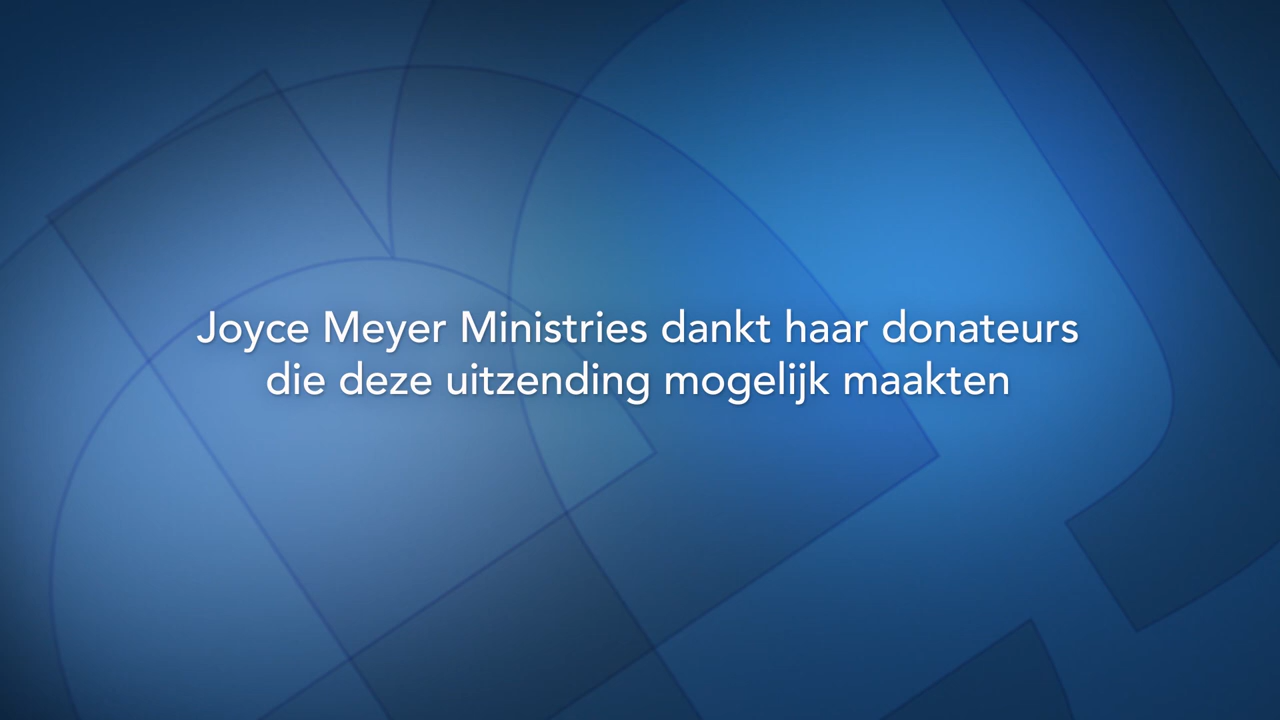 Joyce Meyer Ministries dankt haar donateurs
die deze uitzending mogelijk maakten